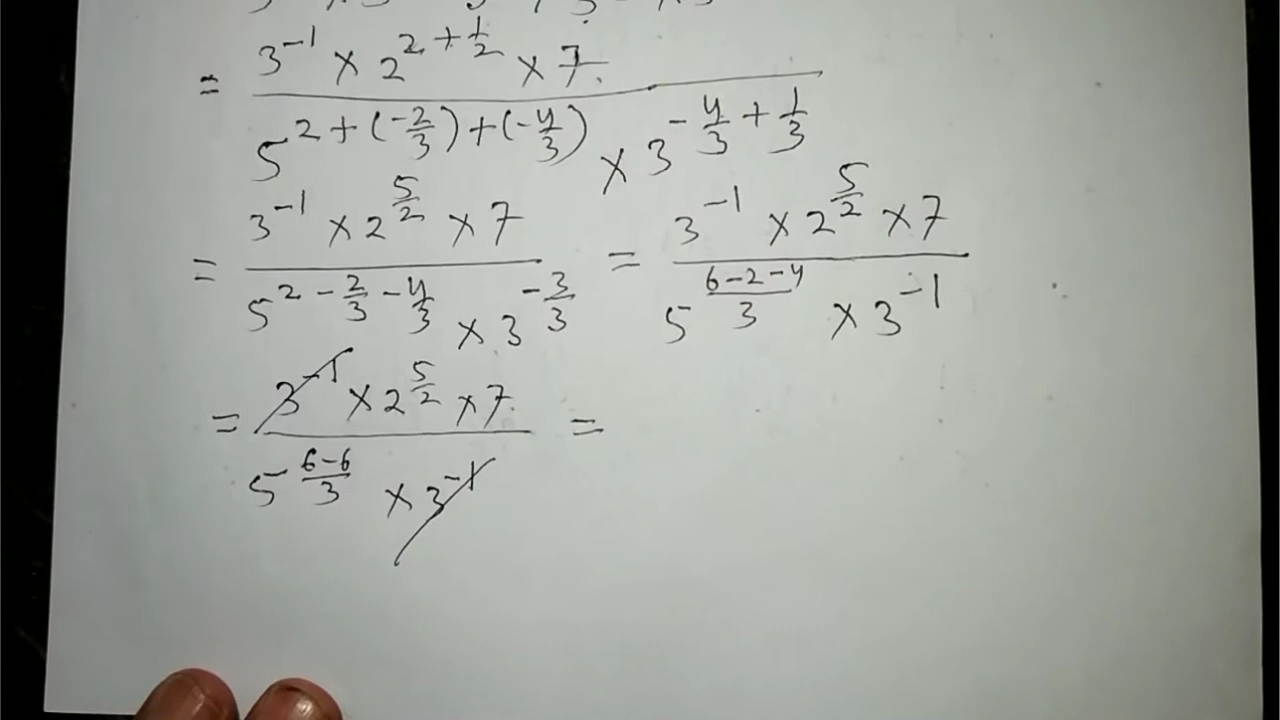 = (3^{-1} × 2^{2+1/2} × 7) / (5^{2+(-2/3)+(-4/3)} × 3^{-4/3+1/3})
= (3^{-1} × 2^{5/2} × 7) / (5^{2-2/3-4/3} × 3^{-3/3}) = (3^{-1} × 2^{5/2} × 7) / (5^{(6-2-4)/3} × 3^{-1})
= (3^{-1} × 2^{5/2} × 7) / (5^{(6-6)/3} × 3^{-1}) =